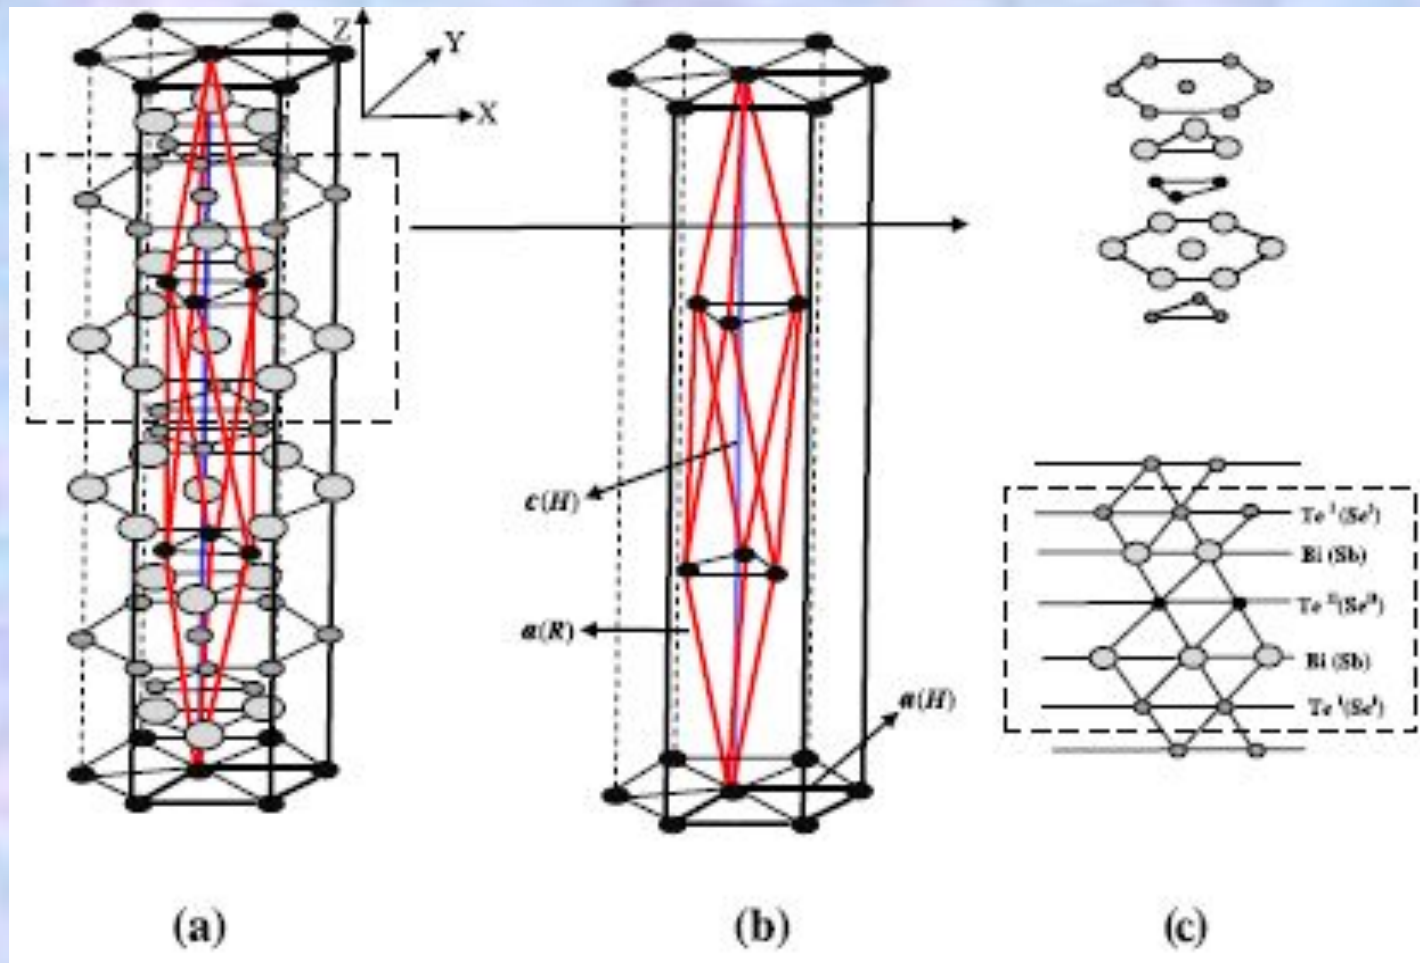 Z
Y
X
c(H)
a(R)
a(H)
Te I (Se I)
Bi (Sb)
Te II (Se II)
Bi (Sb)
Te I (Se I)
(a)
(b)
(c)